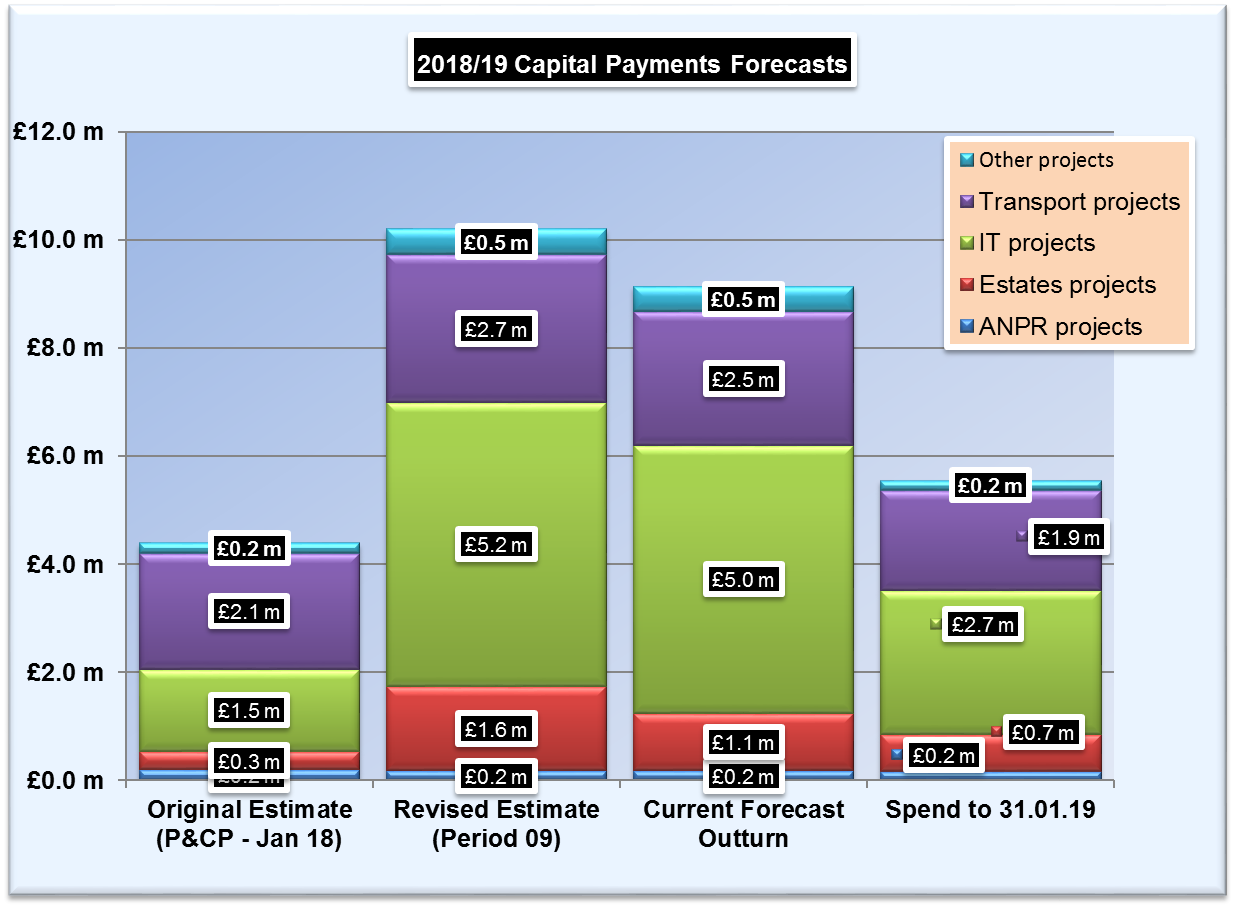 2018/19 Capital Payments Forecasts
£12.0 m
£10.0 m
£8.0 m
£6.0 m
£4.0 m
£2.0 m
£0.0 m
Other projects
Transport projects
IT projects
Estates projects
ANPR projects
£0.2 m
£2.1 m
£1.5 m
£0.3 m
£0.2 m
£0.5 m
£2.7 m
£5.2 m
£1.6 m
£0.2 m
£0.5 m
£2.5 m
£5.0 m
£1.1 m
£0.2 m
£0.2 m
£1.9 m
£2.7 m
£0.7 m
£0.2 m
Original Estimate
(P&CP - Jan 18)
Revised Estimate
(Period 09)
Current Forecast
Outturn
Spend to 31.01.19